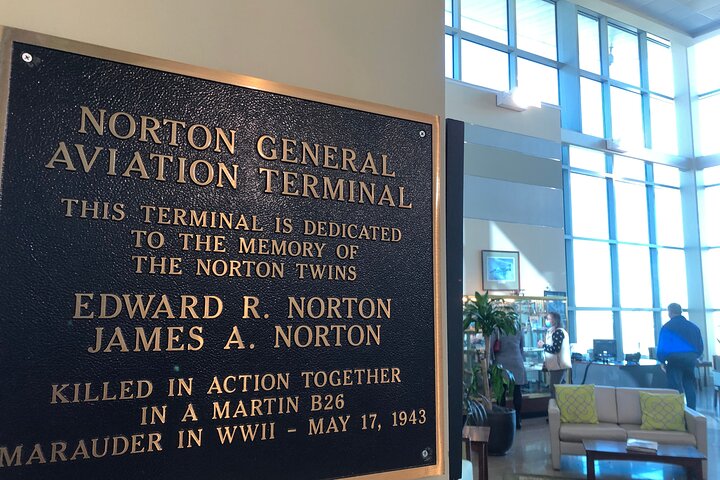 NORTON GENERAL
AVIATION TERMINAL
THIS TERMINAL IS DEDICATED
TO THE MEMORY OF
THE NORTON TWINS
EDWARD R. NORTON
JAMES A. NORTON
KILLED IN ACTION TOGETHER
IN A MARTIN B26
MARAUDER IN WWII – MAY 17, 1943